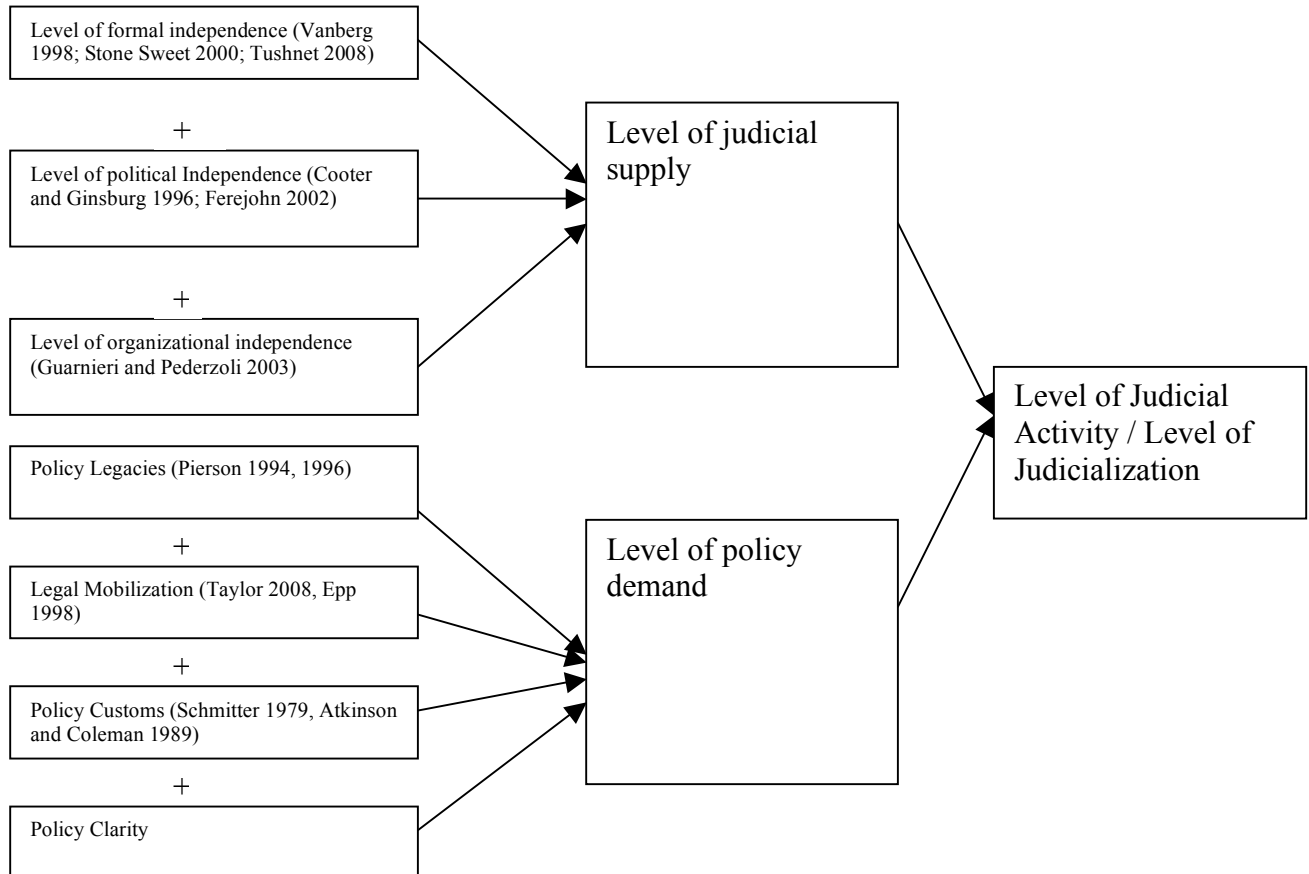 Level of formal independence (Vanberg
1998; Stone Sweet 2000; Tushnet 2008)
+
Level of political Independence (Cooter
and Ginsburg 1996; Ferejohn 2002)
+
Level of organizational independence
(Guarnieri and Pederzoli 2003)
Policy Legacies (Pierson 1994, 1996)
+
Legal Mobilization (Taylor 2008, Epp
1998)
+
Policy Customs (Schmitter 1979, Atkinson
and Coleman 1989)
+
Policy Clarity
Level of judicial
supply
Level of policy
demand
Level of Judicial
Activity / Level of
Judicialization